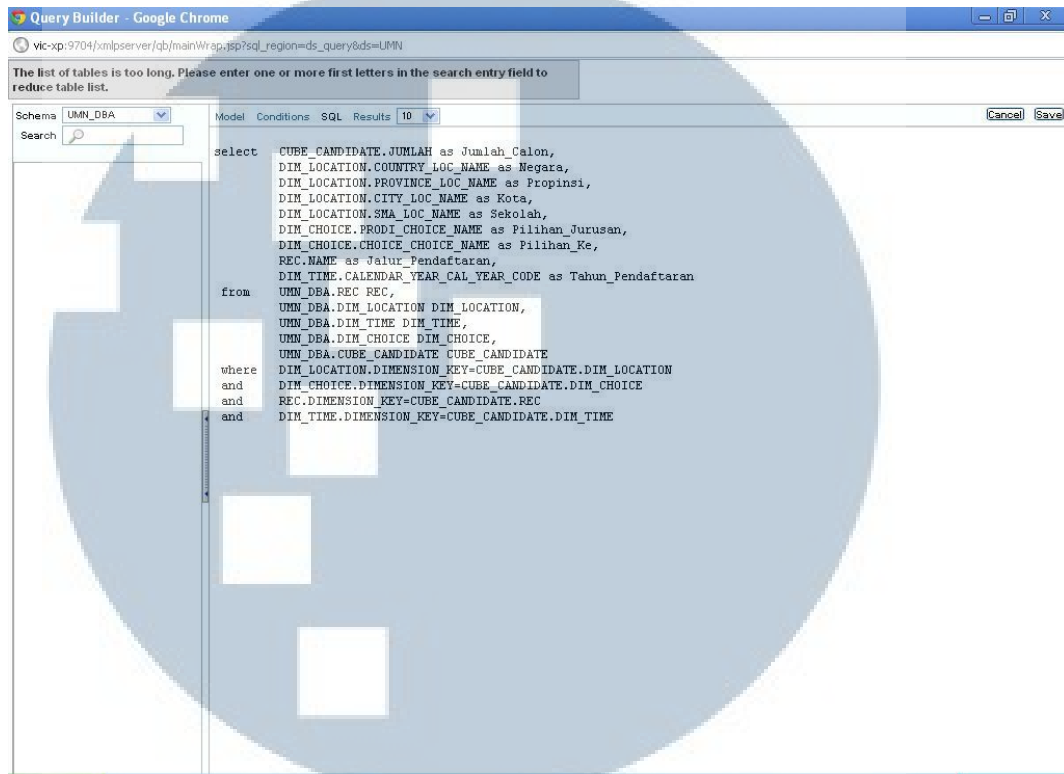 Query Builder - Google Chrome
vic-xp:9704/xmlpserver/qb/mainWrap.jsp?sql_region=ds_query&ds=UMN
The list of tables is too long. Please enter one or more first letters in the search entry field to
reduce table list.
Schema UMN_DBA Model Conditions SQL Results 10 Cancel Save
Search
select CUBE_CANDIDATE.JUMLAH as Jumlah_Calon,
DIM_LOCATION.COUNTRY_LOC_NAME as Negara,
DIM_LOCATION.PROVINCE_LOC_NAME as Propinsi,
DIM_LOCATION.CITY_LOC_NAME as Kota,
DIM_LOCATION.SMA_LOC_NAME as Sekolah,
DIM_CHOICE.PRODI_CHOICE_NAME as Pilihan_Jurusan,
DIM_CHOICE.CHOICE_CHOICE_NAME as Pilihan_Ke,
REC.NAME as Jalur_Pendaftaran,
DIM_TIME.CALENDAR_YEAR_CAL_YEAR_CODE as Tahun_Pendaftaran
from UMN_DBA.REC REC,
UMN_DBA.DIM_LOCATION DIM_LOCATION,
UMN_DBA.DIM_TIME DIM_TIME,
UMN_DBA.DIM_CHOICE DIM_CHOICE,
UMN_DBA.CUBE_CANDIDATE CUBE_CANDIDATE
where DIM_LOCATION.DIMENSION_KEY=CUBE_CANDIDATE.DIM_LOCATION
and DIM_CHOICE.DIMENSION_KEY=CUBE_CANDIDATE.DIM_CHOICE
and REC.DIMENSION_KEY=CUBE_CANDIDATE.REC
and DIM_TIME.DIMENSION_KEY=CUBE_CANDIDATE.DIM_TIME